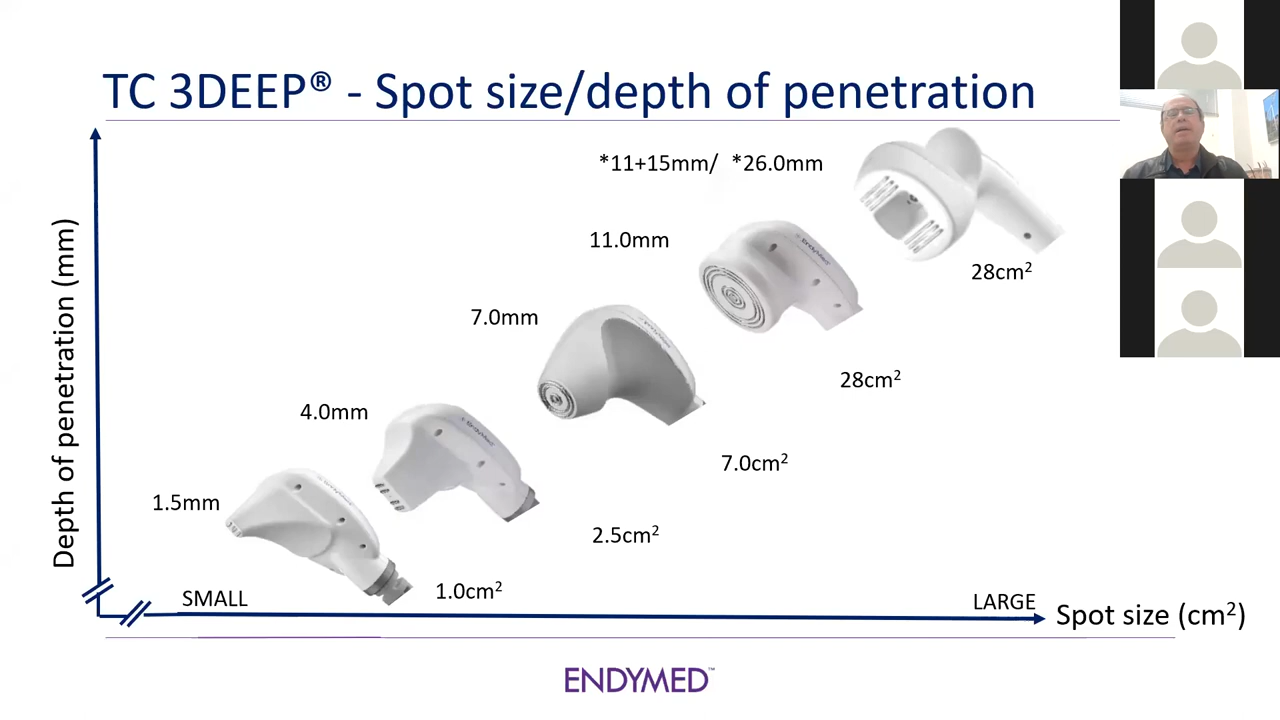 TC 3DEEP® - Spot size/depth of penetration
*11+15mm/ *26.0mm
11.0mm
28cm²
7.0mm
28cm²
4.0mm
7.0cm²
1.5mm
2.5cm²
1.0cm²
Depth of penetration (mm)
SMALL
LARGE
Spot size (cm²)
ENDYMED™